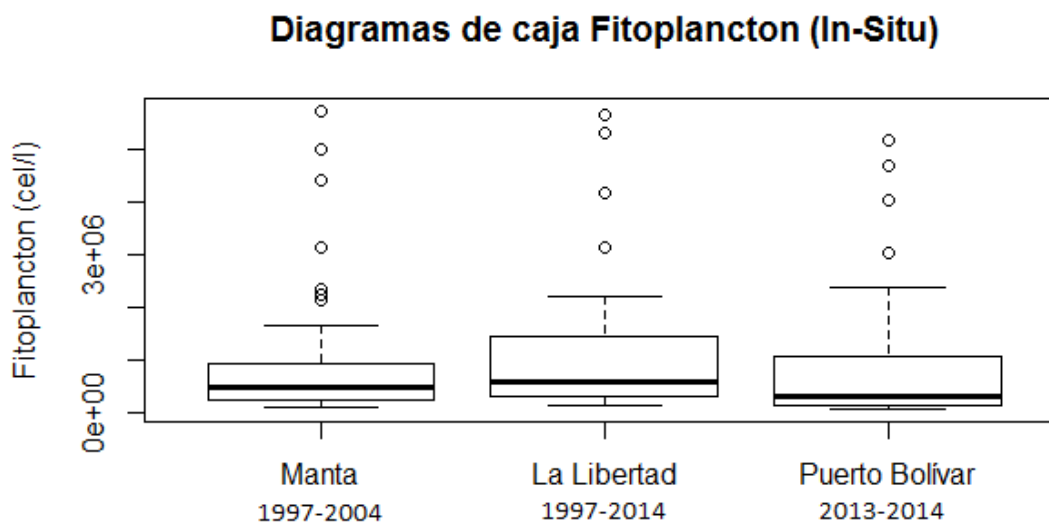 Diagramas de caja Fitoplancton (In-Situ)
Fitoplancton (cel/l)
3e+06
0e+00
Manta La Libertad Puerto Bolívar
1997-2004 1997-2014 2013-2014